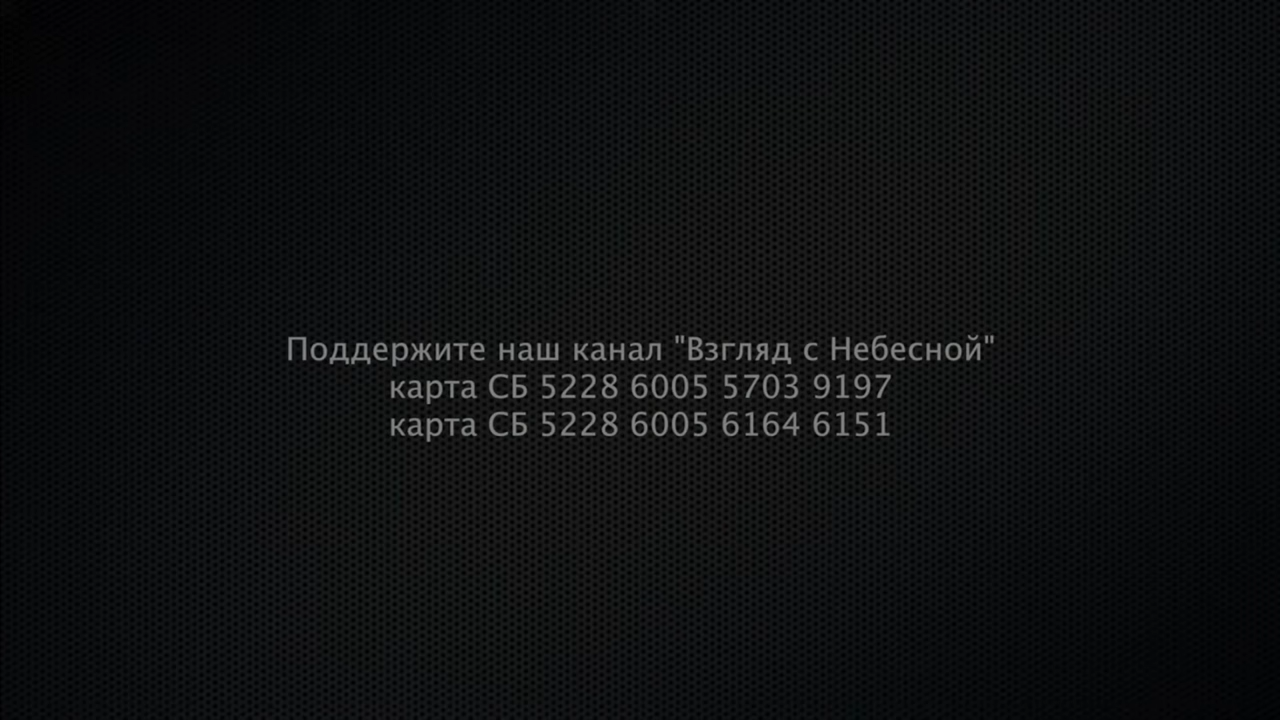 Поддержите наш канал "Взгляд с Небесной"
карта СБ 5228 6005 5703 9197
карта СБ 5228 6005 6164 6151